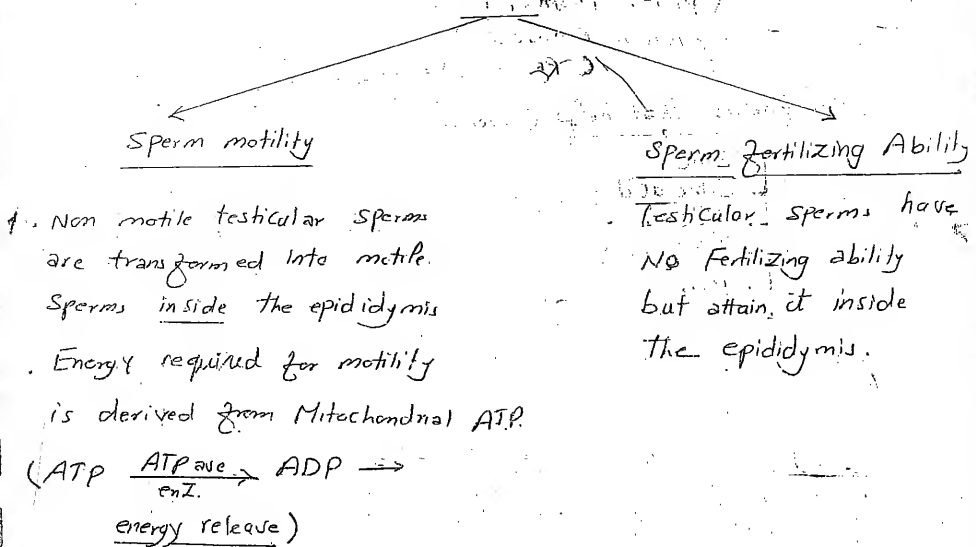 Sperm motility
1. Non motile testicular sperms
are transformed into motile
Sperms inside the epididymis
. Energy required for motility
is derived from Mitochondrial ATP.
(ATP ATPase enz. → ADP →
energy release)
Sperm Fertilizing Ability
. Testicular sperms have
No Fertilizing ability
but attain it inside
the epididymis.